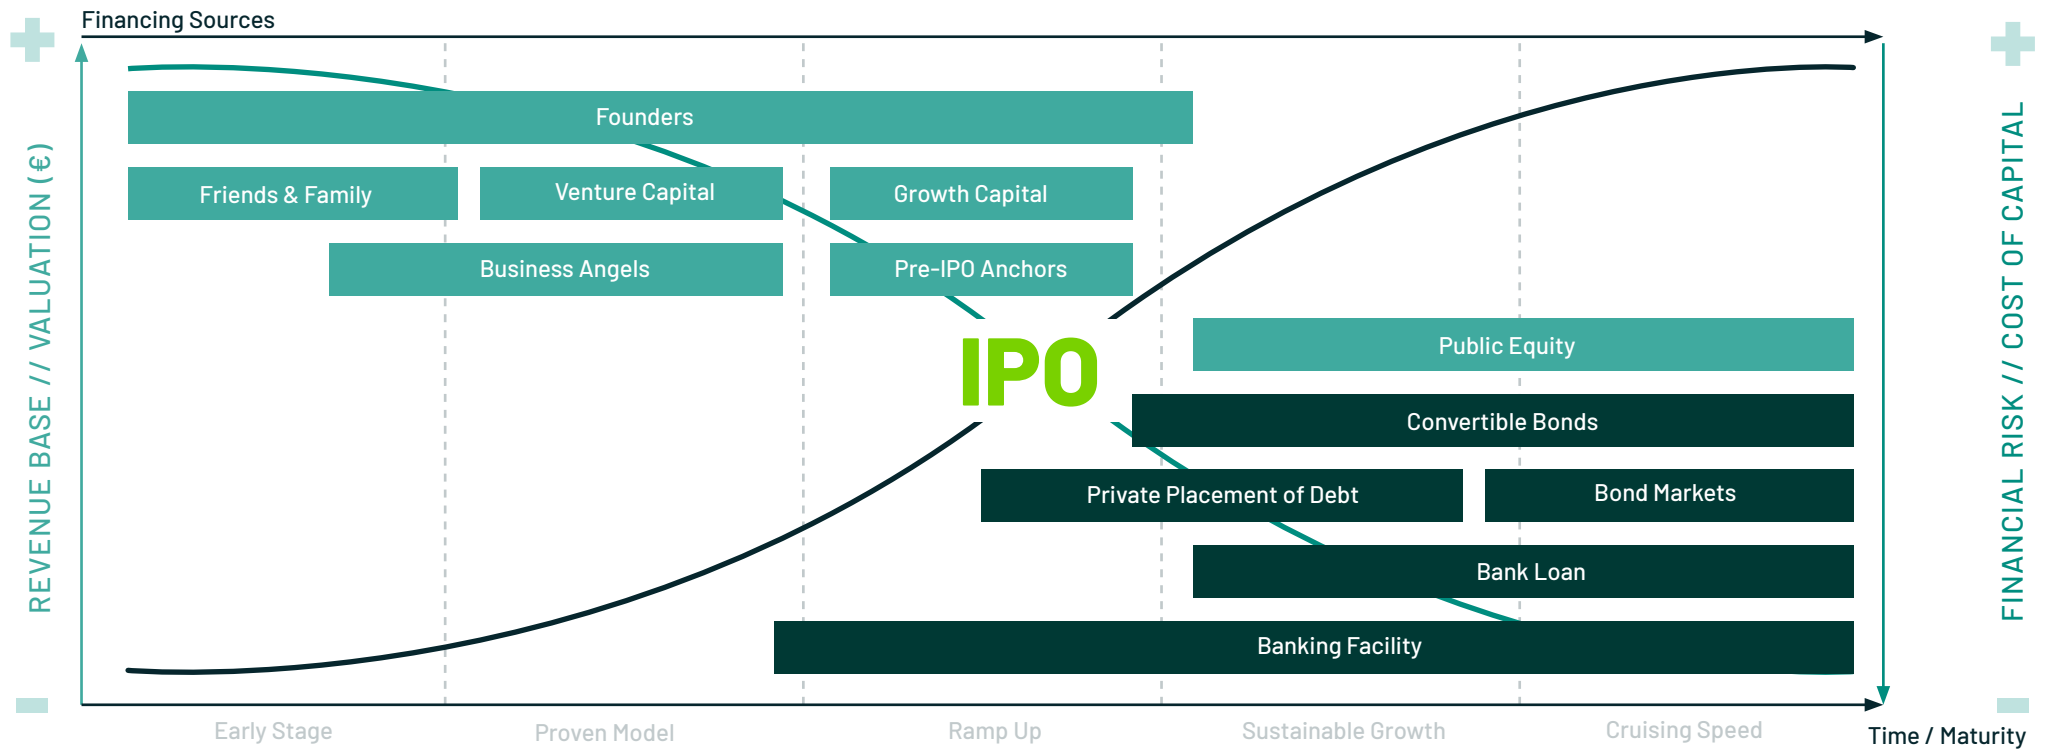 Financing Sources
REVENUE BASE // VALUATION (€)
FINANCIAL RISK // COST OF CAPITAL
Founders
Friends & Family
Venture Capital
Growth Capital
Business Angels
Pre-IPO Anchors
IPO
Public Equity
Convertible Bonds
Private Placement of Debt
Bond Markets
Bank Loan
Banking Facility
Early Stage
Proven Model
Ramp Up
Sustainable Growth
Cruising Speed
Time / Maturity